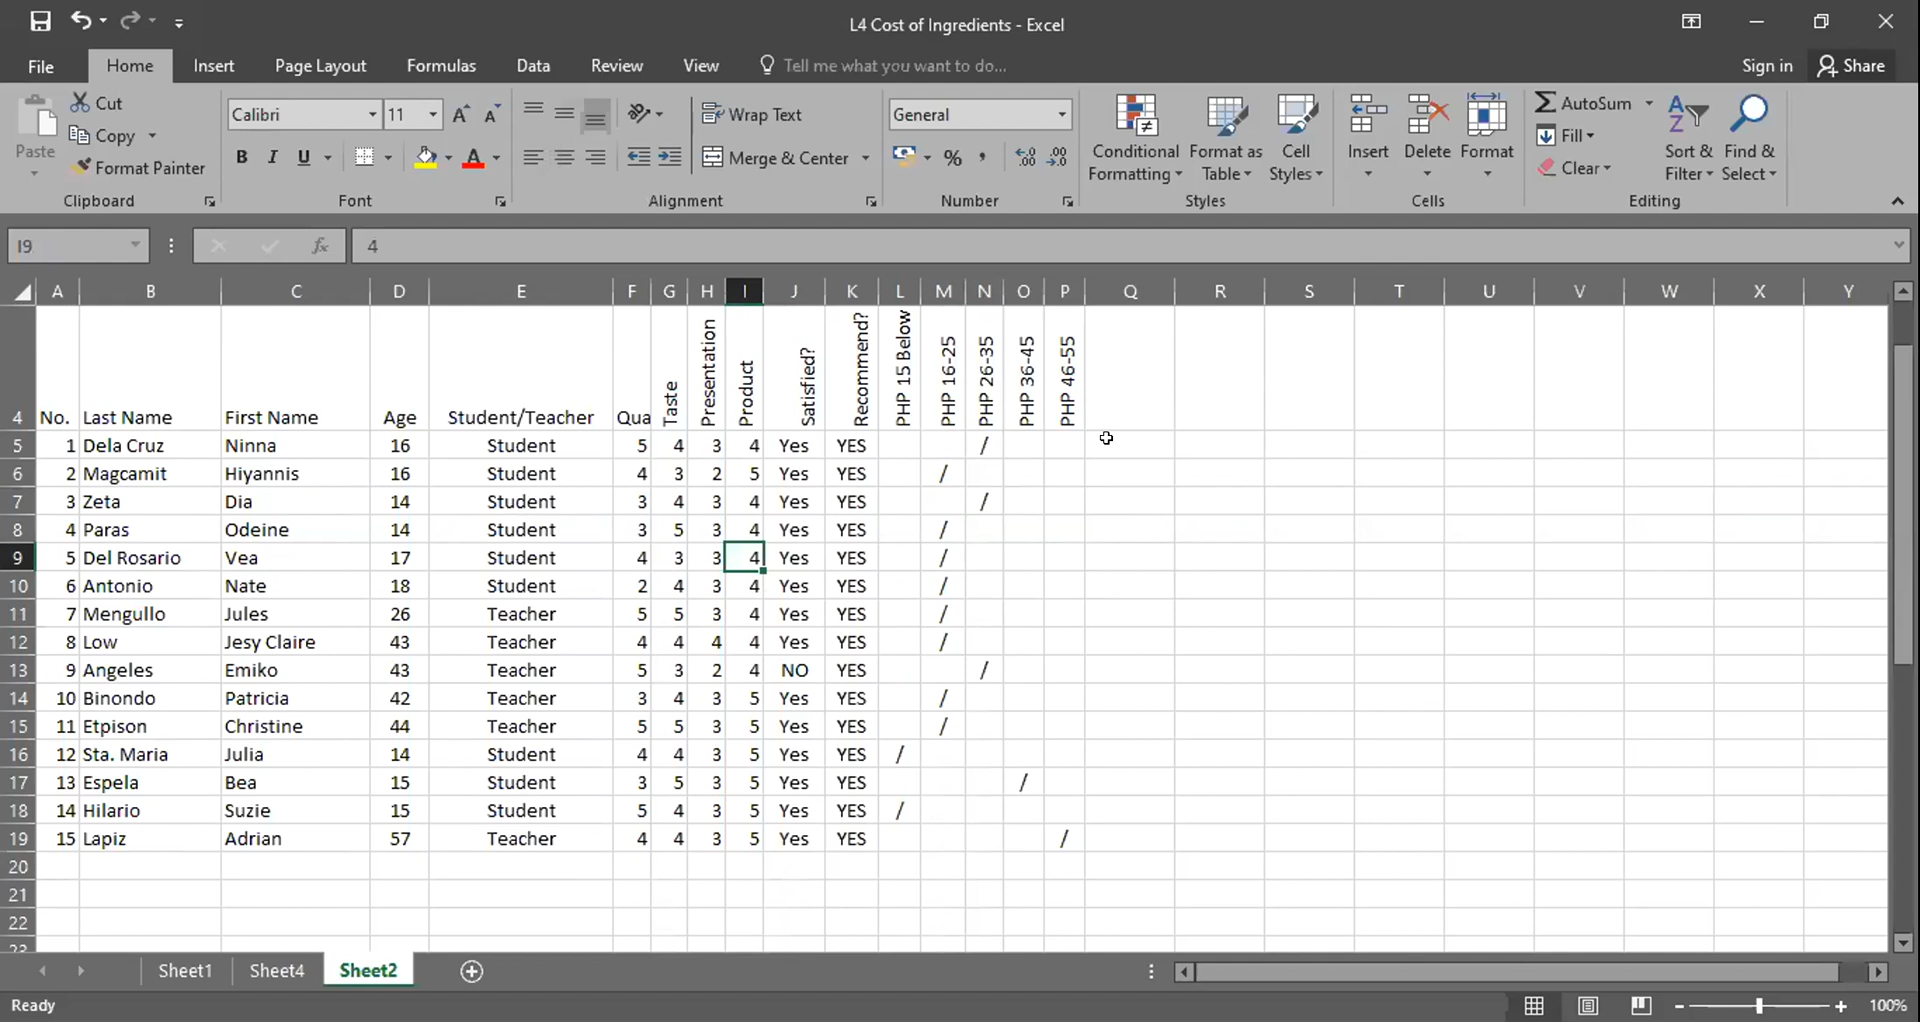 L4 Cost of Ingredients - Excel
File Home Insert Page Layout Formulas Data Review View Tell me what you want to do... Sign in Share
Paste
Cut
Copy
Format Painter
Clipboard
Calibri 11
B I U
Font
Wrap Text
Merge & Center
Alignment
General
% ,
Number
Conditional Formatting
Format as Table
Cell Styles
Styles
Insert Delete Format
Cells
AutoSum
Fill
Clear
Sort & Filter
Find & Select
Editing
I9 fx 4
A B C D E F G H I J K L M N O P Q R S T U V W X Y
4 No. Last Name First Name Age Student/Teacher Qua Taste Presentation Product Satisfied? Recommend? PHP 15 Below PHP 16-25 PHP 26-35 PHP 36-45 PHP 46-55
5 1 Dela Cruz Ninna 16 Student 5 4 3 4 Yes YES /
6 2 Magcamit Hiyannis 16 Student 4 3 2 5 Yes YES /
7 3 Zeta Dia 14 Student 3 4 3 4 Yes YES /
8 4 Paras Odeine 14 Student 3 5 3 4 Yes YES /
9 5 Del Rosario Vea 17 Student 4 3 3 4 Yes YES /
10 6 Antonio Nate 18 Student 2 4 3 4 Yes YES /
11 7 Mengullo Jules 26 Teacher 5 5 3 4 Yes YES /
12 8 Low Jesy Claire 43 Teacher 4 4 4 4 Yes YES /
13 9 Angeles Emiko 43 Teacher 5 3 2 4 NO YES /
14 10 Binondo Patricia 42 Teacher 3 4 3 5 Yes YES /
15 11 Etpison Christine 44 Teacher 5 5 3 5 Yes YES /
16 12 Sta. Maria Julia 14 Student 4 4 3 5 Yes YES /
17 13 Espela Bea 15 Student 3 5 3 5 Yes YES /
18 14 Hilario Suzie 15 Student 5 4 3 5 Yes YES /
19 15 Lapiz Adrian 57 Teacher 4 4 3 5 Yes YES /
20
21
22
23
Sheet1 Sheet4 Sheet2
Ready 100%